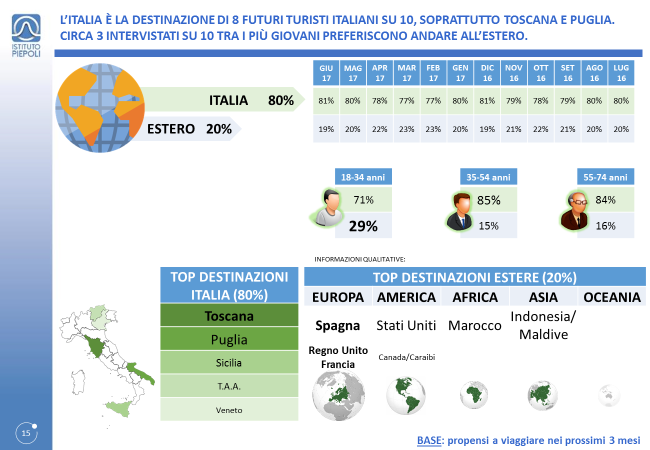 L'ITALIA È LA DESTINAZIONE DI 8 FUTURI TURISTI ITALIANI SU 10, SOPRATTUTTO TOSCANA E PUGLIA.
CIRCA 3 INTERVISTATI SU 10 TRA I PIÙ GIOVANI PREFERISCONO ANDARE ALL'ESTERO.
ISTITUTO
PIEPOLI
ITALIA 80%
ESTERO 20%
GIU MAG APR MAR FEB GEN DIC NOV OTT SET AGO LUG
17 17 17 17 17 17 16 16 16 16 16 16
81% 80% 78% 77% 77% 80% 81% 79% 78% 79% 80% 80%
19% 20% 22% 23% 23% 20% 19% 21% 22% 21% 20% 20%
18-34 anni 35-54 anni 55-74 anni
71% 85% 84%
29% 15% 16%
INFORMAZIONI QUALITATIVE:
TOP DESTINAZIONI
ITALIA (80%)
Toscana
Puglia
Sicilia
T.A.A.
Veneto
TOP DESTINAZIONI ESTERE (20%)
EUROPA AMERICA AFRICA ASIA OCEANIA
Spagna Stati Uniti Marocco Indonesia/
Maldive
Regno Unito
Francia
Canada/Caraibi
15
BASE: propensi a viaggiare nei prossimi 3 mesi